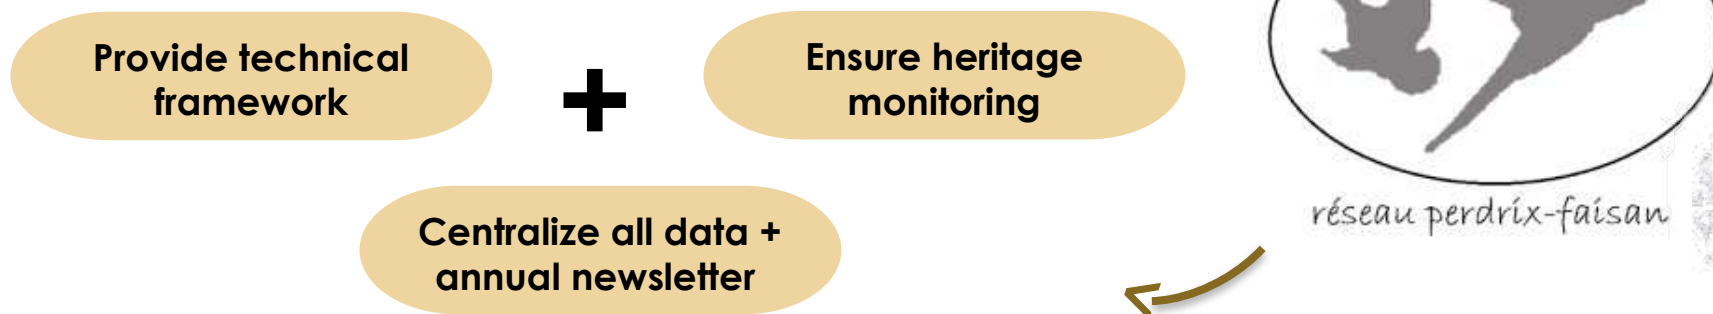 Provide technical
framework
+
Ensure heritage
monitoring
Centralize all data +
annual newsletter
réseau perdrix-faisan